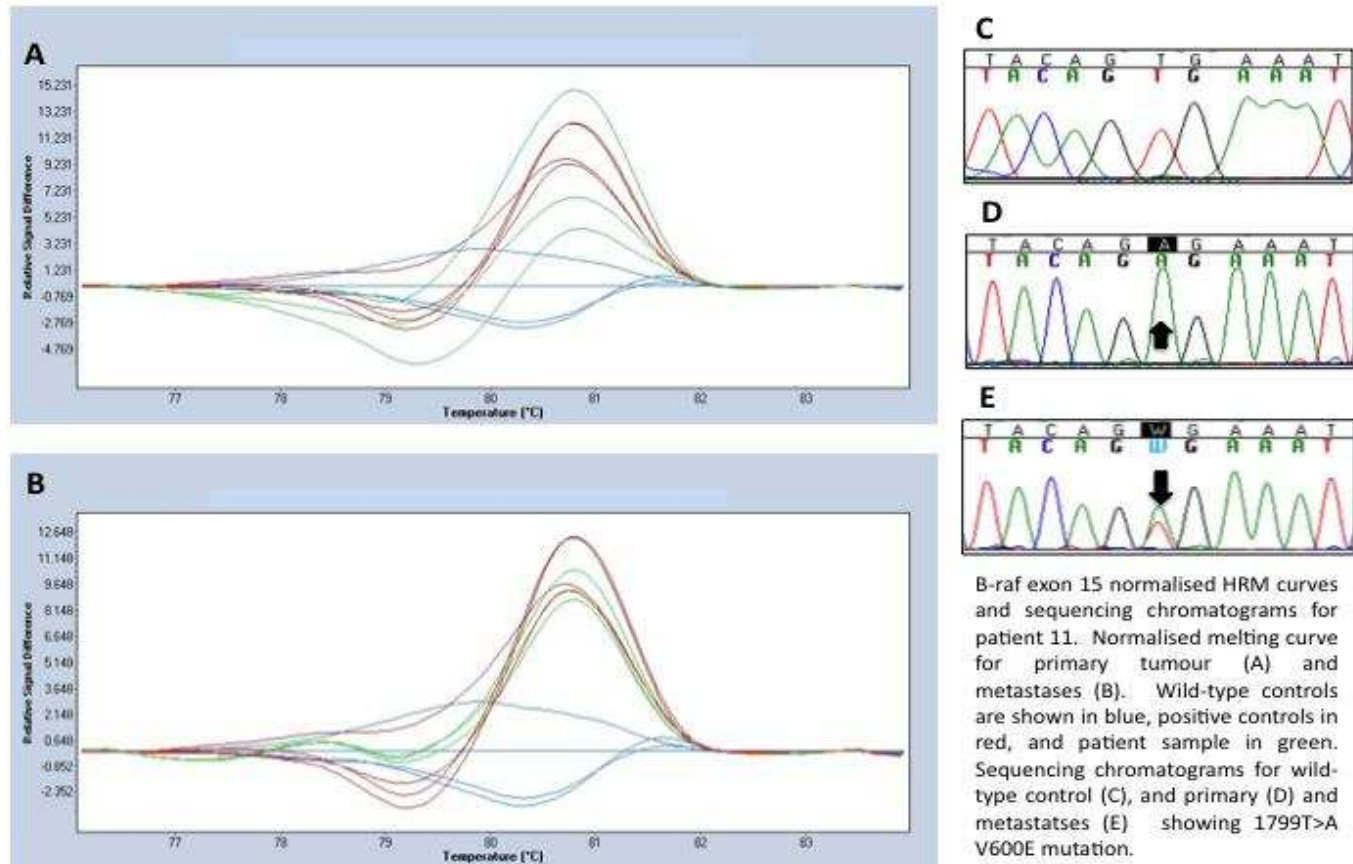 A
Relative Signal Difference
15.231
13.231
11.231
9.231
7.231
5.231
3.231
1.231
-0.769
-2.769
-4.769
77 78 79 80 81 82 83
Temperature (°C)
B
Relative Signal Difference
12.648
11.148
9.648
8.148
6.648
5.148
3.648
2.148
0.648
-0.852
-2.352
77 78 79 80 81 82 83
Temperature (°C)
C
T A C A G T G A A A T
T A C A G T G A A A T
D
T A C A G A G A A A T
T A C A G A G A A A T
E
T A C A G W G A A A T
T A C A G W G A A A T
B-raf exon 15 normalised HRM curves
and sequencing chromatograms for
patient 11. Normalised melting curve
for primary tumour (A) and
metastases (B). Wild-type controls
are shown in blue, positive controls in
red, and patient sample in green.
Sequencing chromatograms for wild-
type control (C), and primary (D) and
metastatses (E) showing 1799T>A
V600E mutation.